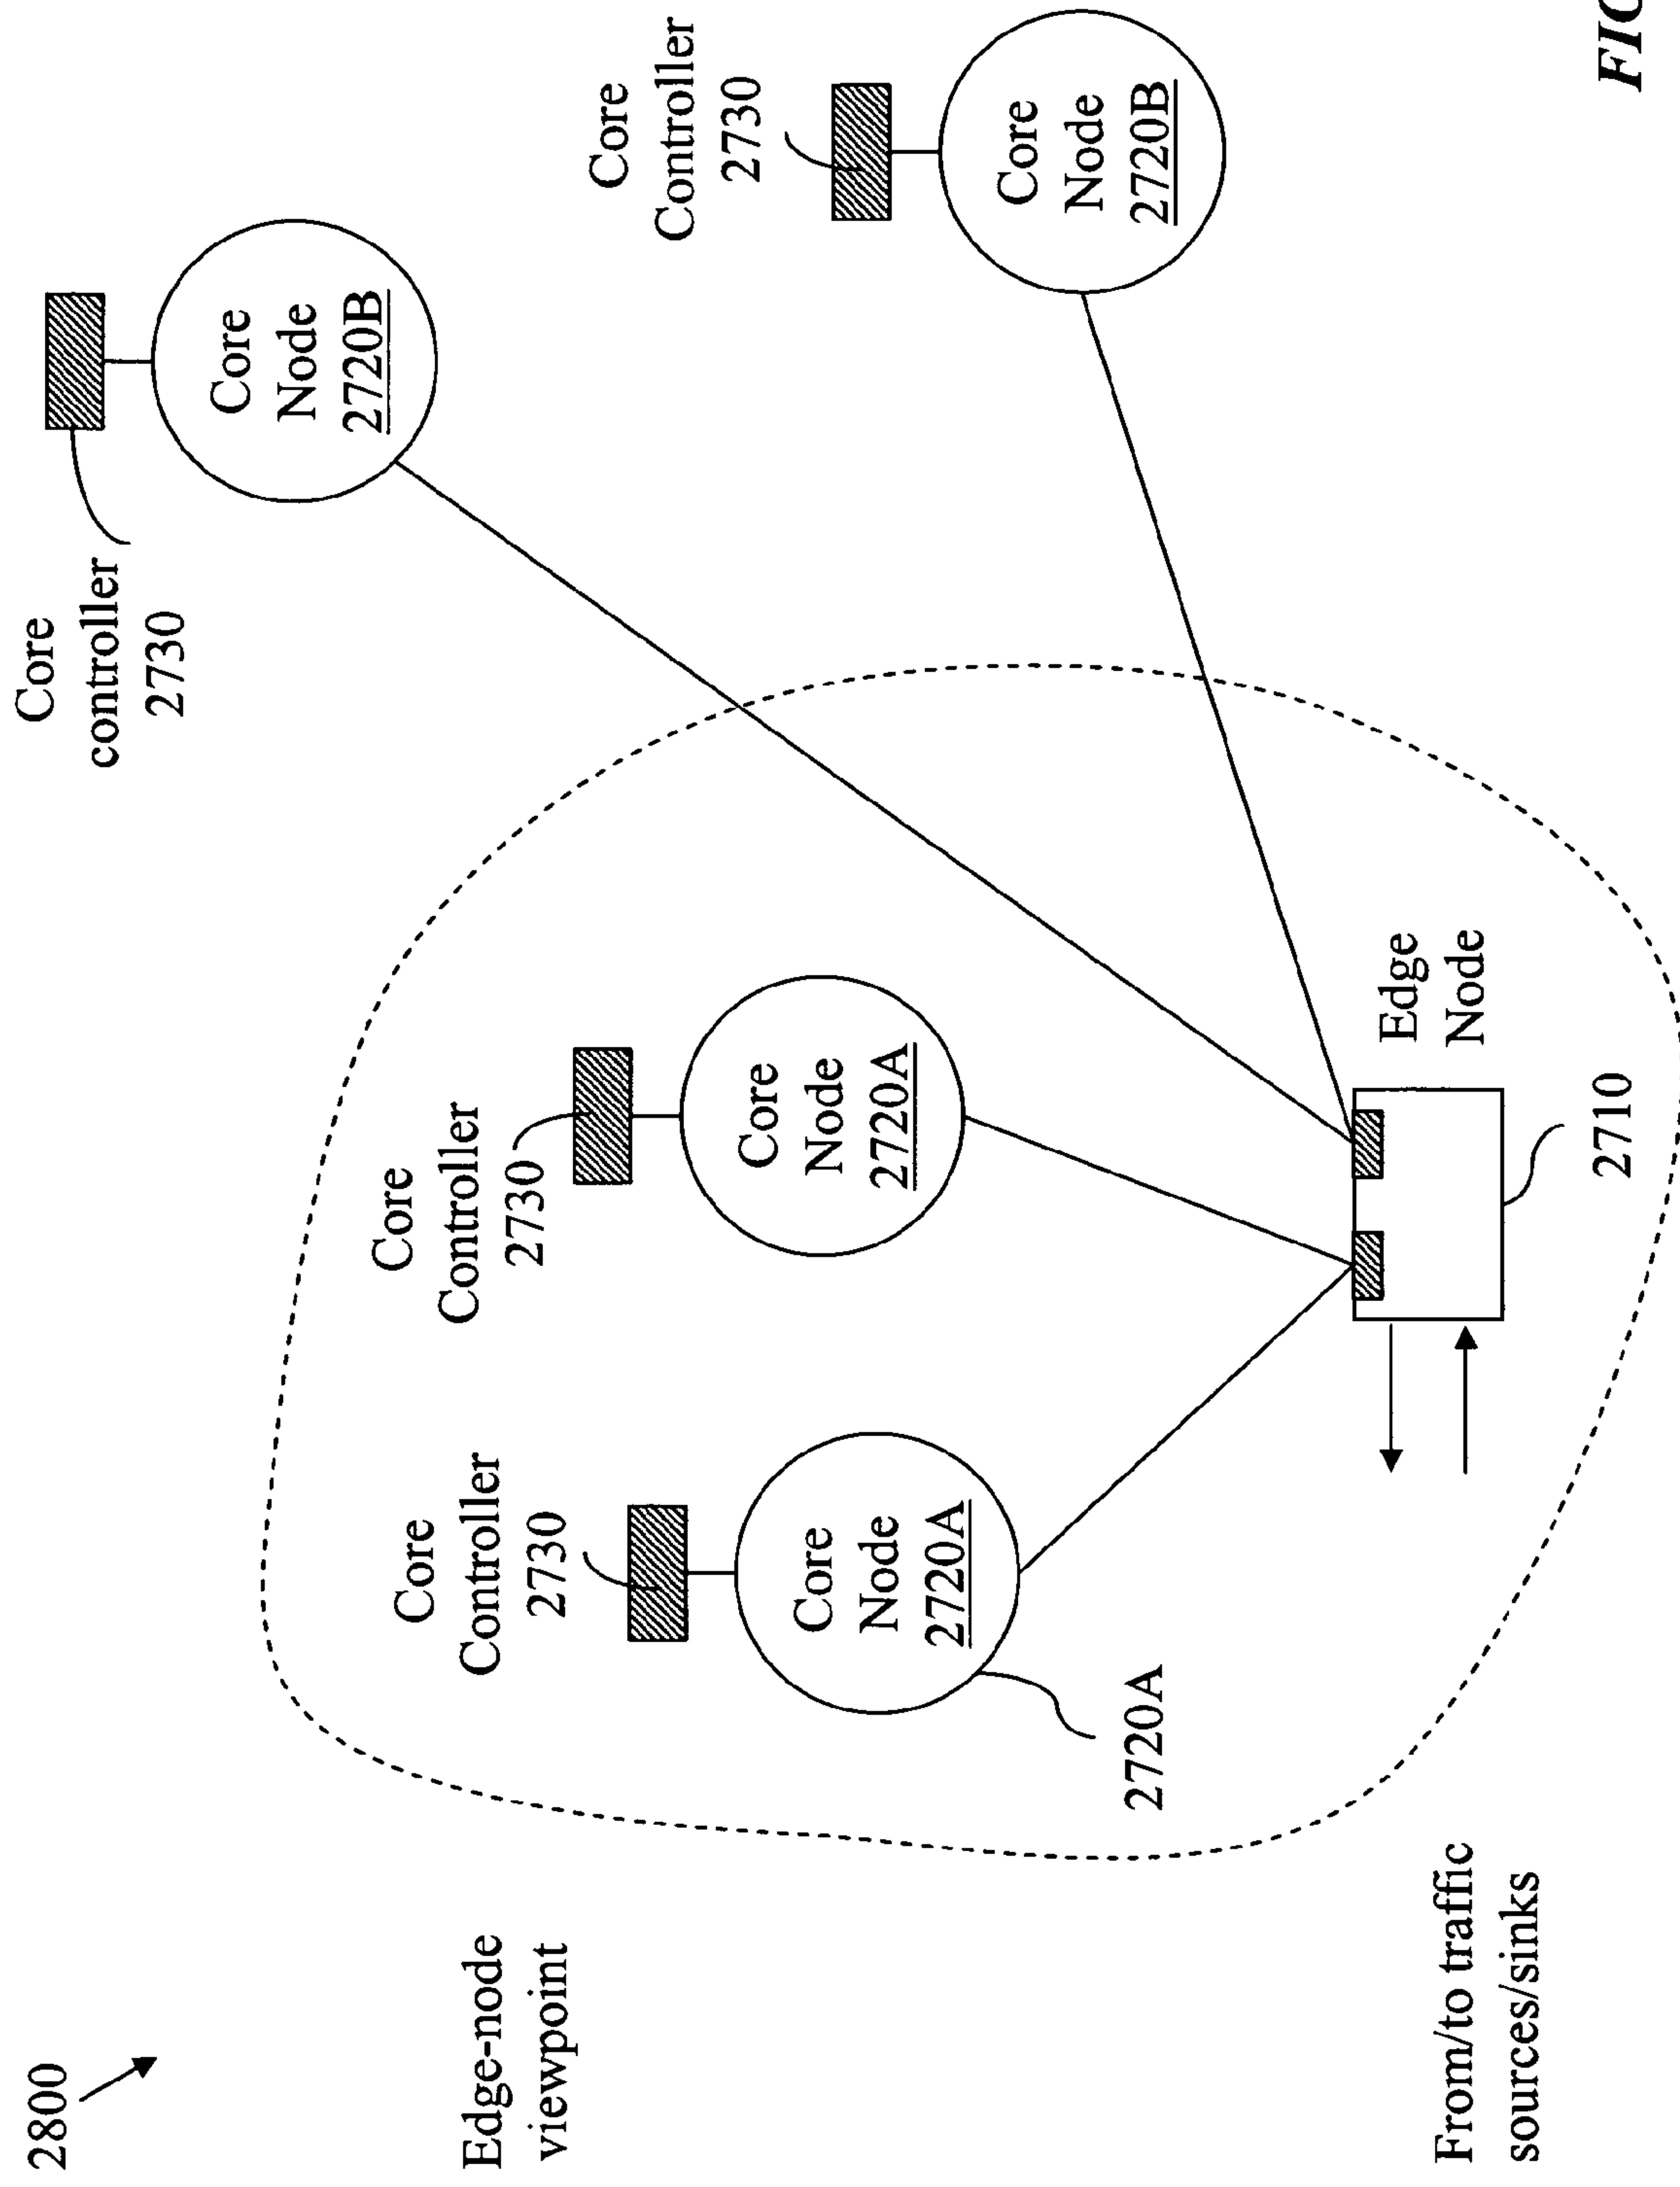 2800
Edge-node
viewpoint
From/to traffic
sources/sinks
Core
controller
2730
Core
Node
2720B
Core
Controller
2730
Core
Node
2720B
Core
Controller
2730
Core
Node
2720A
Core
Controller
2730
Core
Node
2720A
2720A
Edge
Node
2710
FIG